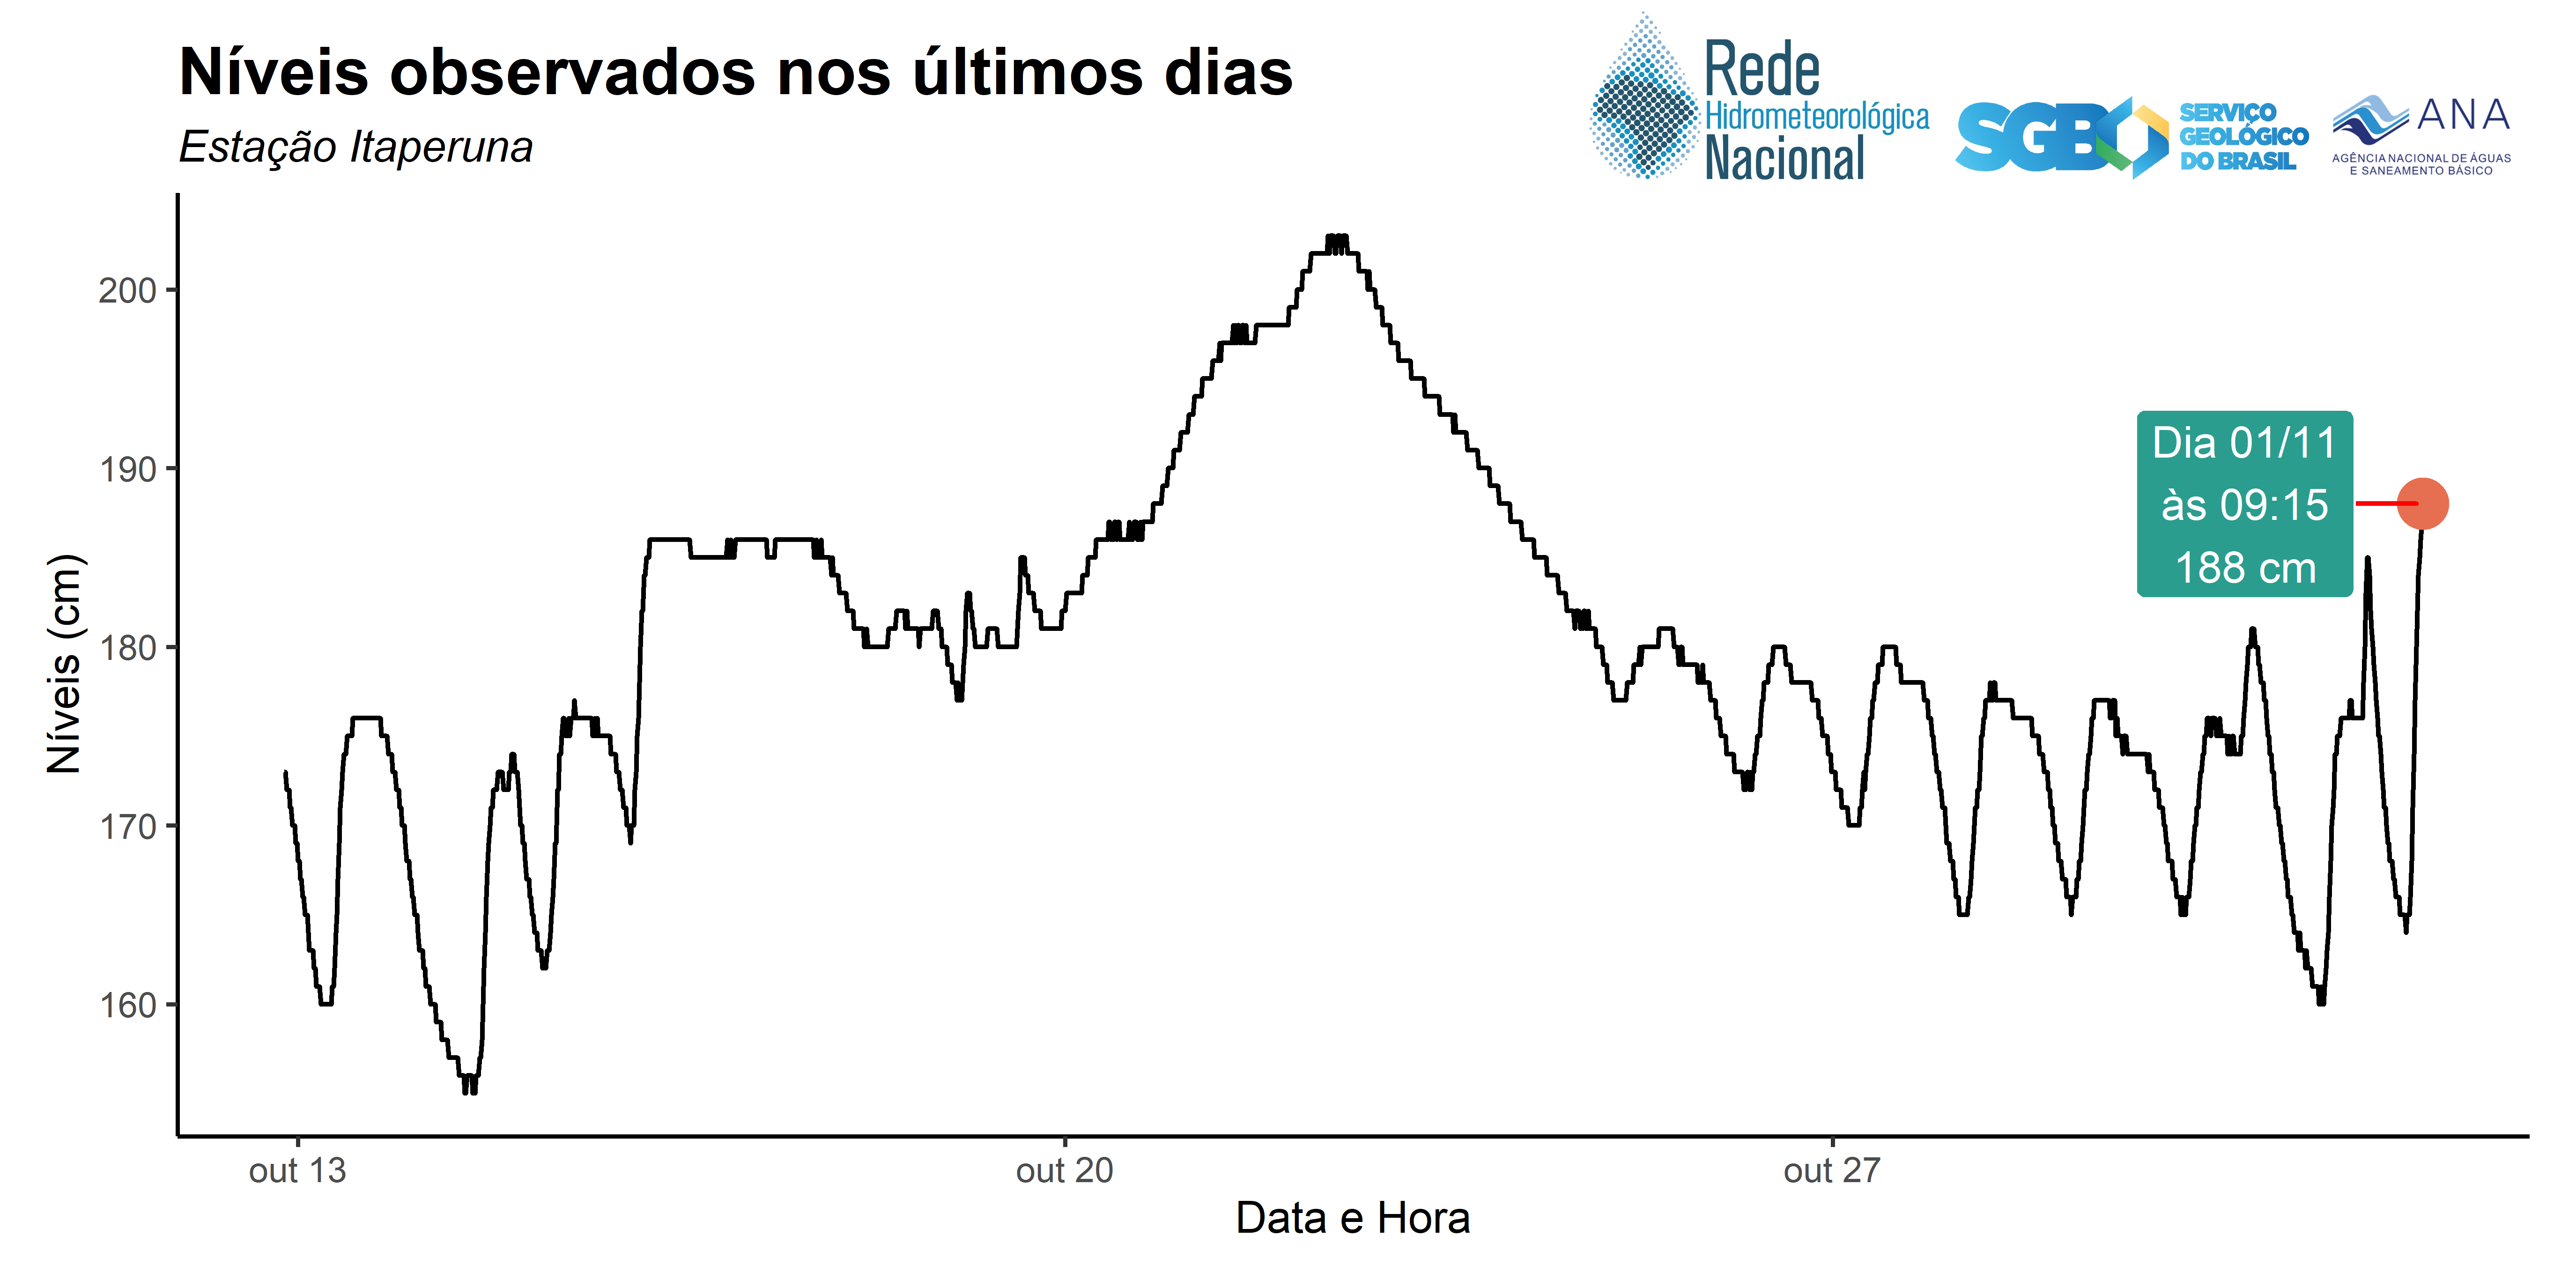 Níveis observados nos últimos dias
Estação Itaperuna
Rede
Hidrometeorológica
Nacional
SGB
SERVIÇO
GEOLÓGICO
DO BRASIL
ANA
AGÊNCIA NACIONAL DE ÁGUAS
E SANEAMENTO BÁSICO
Níveis (cm)
200
190
180
170
160
Dia 01/11
às 09:15
188 cm
out 13
out 20
out 27
Data e Hora